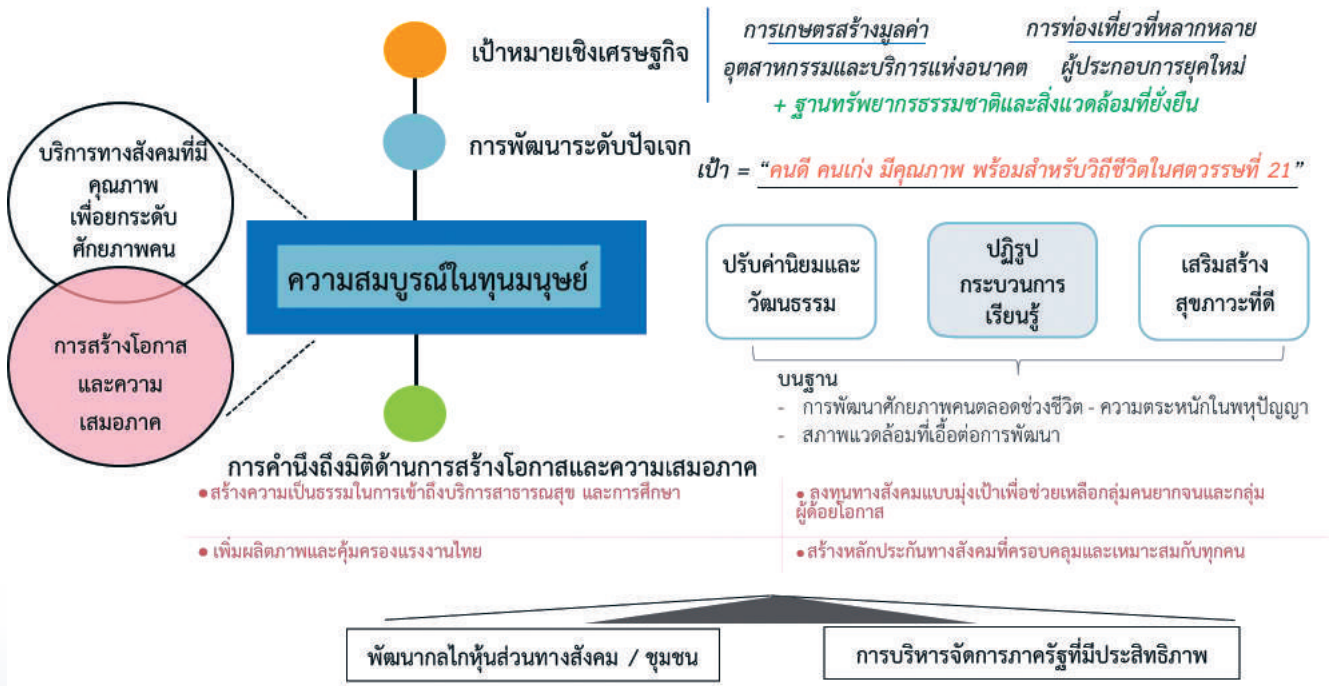 เป้าหมายเชิงเศรษฐกิจ
การเกษตรสร้างมูลค่า การท่องเที่ยวที่หลากหลาย
อุตสาหกรรมและบริการแห่งอนาคต ผู้ประกอบการยุคใหม่
+ ฐานทรัพยากรธรรมชาติและสิ่งแวดล้อมที่ยั่งยืน
การพัฒนาระดับปัจเจก
เป้า = “คนดี คนเก่ง มีคุณภาพ พร้อมสำหรับวิถีชีวิตในศตวรรษที่ 21”
บริการทางสังคมที่มี
คุณภาพ
เพื่อยกระดับ
ศักยภาพคน
การสร้างโอกาส
และความ
เสมอภาค
ความสมบูรณ์ในทุนมนุษย์
ปรับค่านิยมและ
วัฒนธรรม
ปฏิรูป
กระบวนการ
เรียนรู้
เสริมสร้าง
สุขภาวะที่ดี
บนฐาน
- การพัฒนาศักยภาพคนตลอดช่วงชีวิต - ความตระหนักในพหุปัญญา
- สภาพแวดล้อมที่เอื้อต่อการพัฒนา
การคำนึงถึงมิติด้านการสร้างโอกาสและความเสมอภาค
• สร้างความเป็นธรรมในการเข้าถึงบริการสาธารณสุข และการศึกษา
• ลงทุนทางสังคมแบบมุ่งเป้าเพื่อช่วยเหลือกลุ่มคนยากจนและกลุ่ม
ผู้ด้อยโอกาส
• เพิ่มผลิตภาพและคุ้มครองแรงงานไทย
• สร้างหลักประกันทางสังคมที่ครอบคลุมและเหมาะสมกับทุกคน
พัฒนากลไกหุ้นส่วนทางสังคม / ชุมชน
การบริหารจัดการภาครัฐที่มีประสิทธิภาพ